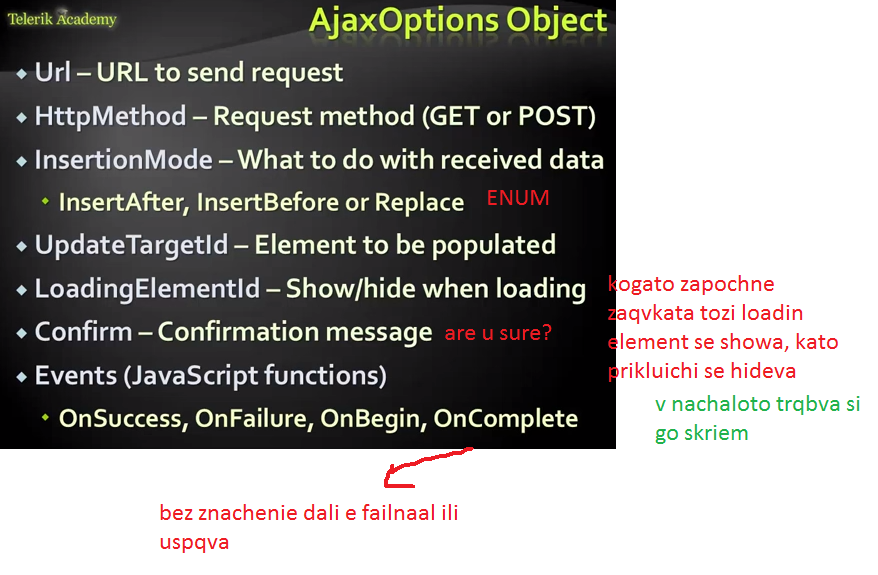 Telerik Academy
AjaxOptions Object
Url – URL to send request
HttpMethod – Request method (GET or POST)
InsertionMode – What to do with received data
InsertAfter, InsertBefore or Replace ENUM
UpdateTargetId – Element to be populated
LoadingElementId – Show/hide when loading
kogato zapochne
zaqvkata tozi loadin
element se showa, kato
prikluichi se hideva
v nachaloto trqbva si
go skriem
Confirm – Confirmation message are u sure?
Events (JavaScript functions)
OnSuccess, OnFailure, OnBegin, OnComplete
bez znachenie dali e failnaal ili
uspqva